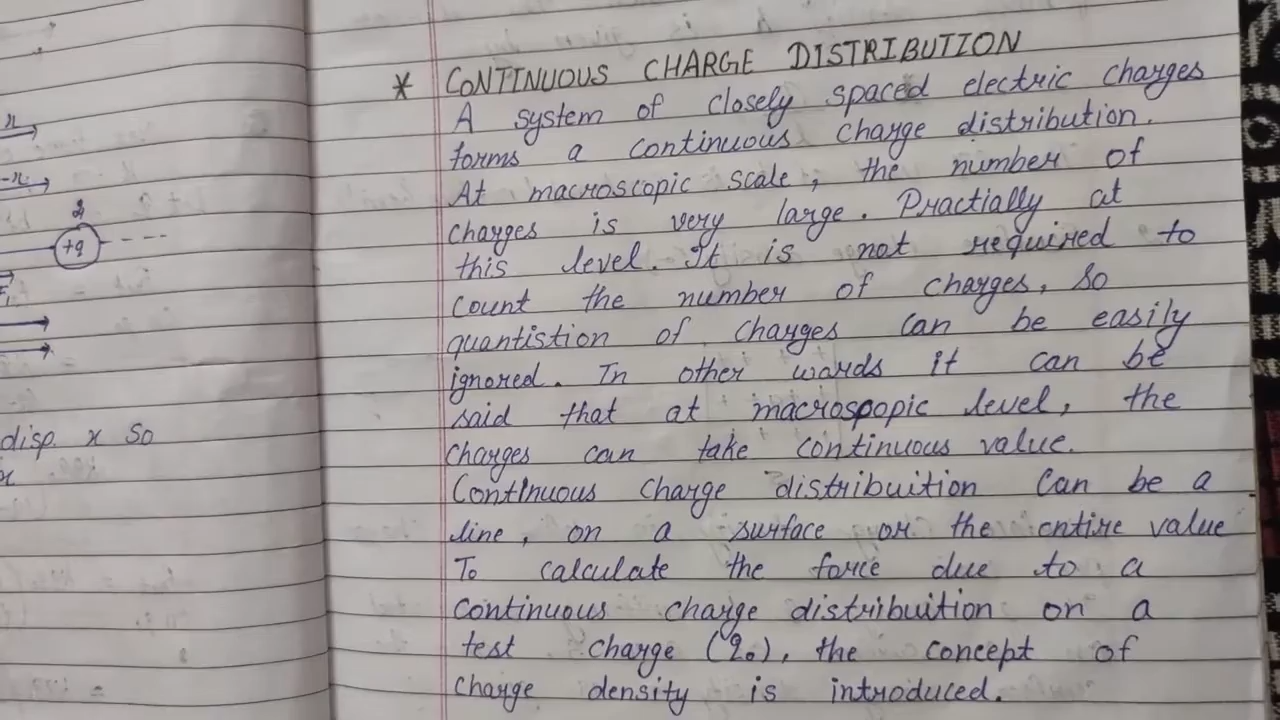 x
-x
2
+q
F₁
disp. x so
x
* CONTINUOUS CHARGE DISTRIBUTION
A system of closely spaced electric charges
forms a continuous charge distribution.
At macroscopic scale, the number of
charges is very large. Practially at
this level. It is not required to
count the number of charges, so
quantistion of charges can be easily
ignored. In other wards it can be
said that at macrospopic level, the
charges can take continuous value.
Continuous charge distribuition can be a
line, on a surface or the entire value
To calculate the force due to a
continuous charge distribuition on a
test charge (q₀), the concept of
charge density is introduced.